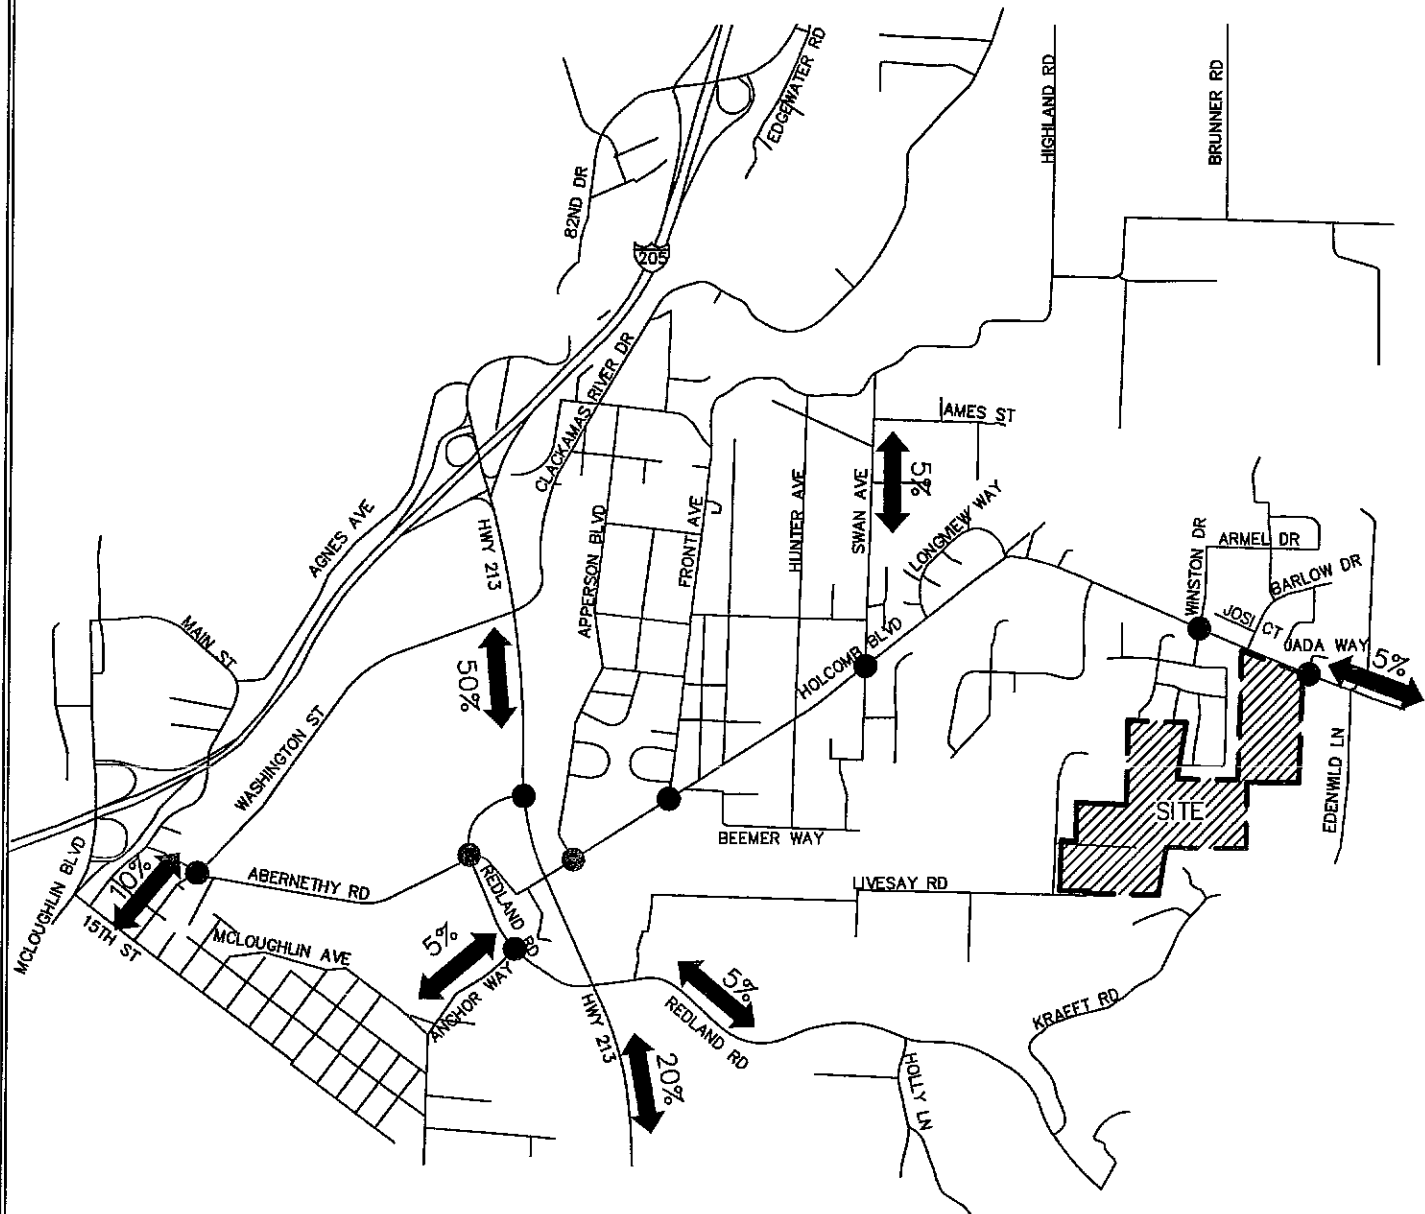 EDGEWATER RD
HIGHLAND RD
BRUNNER RD
82ND DR
205
CLACKAMAS RIVER DR
AMES ST
5%
AGNES AVE
HWY 213
APPERSON BLVD
FRONT AVE
HUNTER AVE
SWAN AVE
LONGVIEW WAY
WINSTON DR
ARMEL DR
BARLOW DR
JOSI CT
JADA WAY
5%
MAIN ST
50%
HOLCOMB BLVD
WASHINGTON ST
EDENWILD LN
SITE
BEEMER WAY
MCLOUGHLIN BLVD
10%
ABERNETHY RD
REDLAND RD
LIVESAY RD
15TH ST
MCLOUGHLIN AVE
5%
ANCHOR WAY
5%
REDLAND RD
HWY 213
KRAEFT RD
20%
HOLLY LN